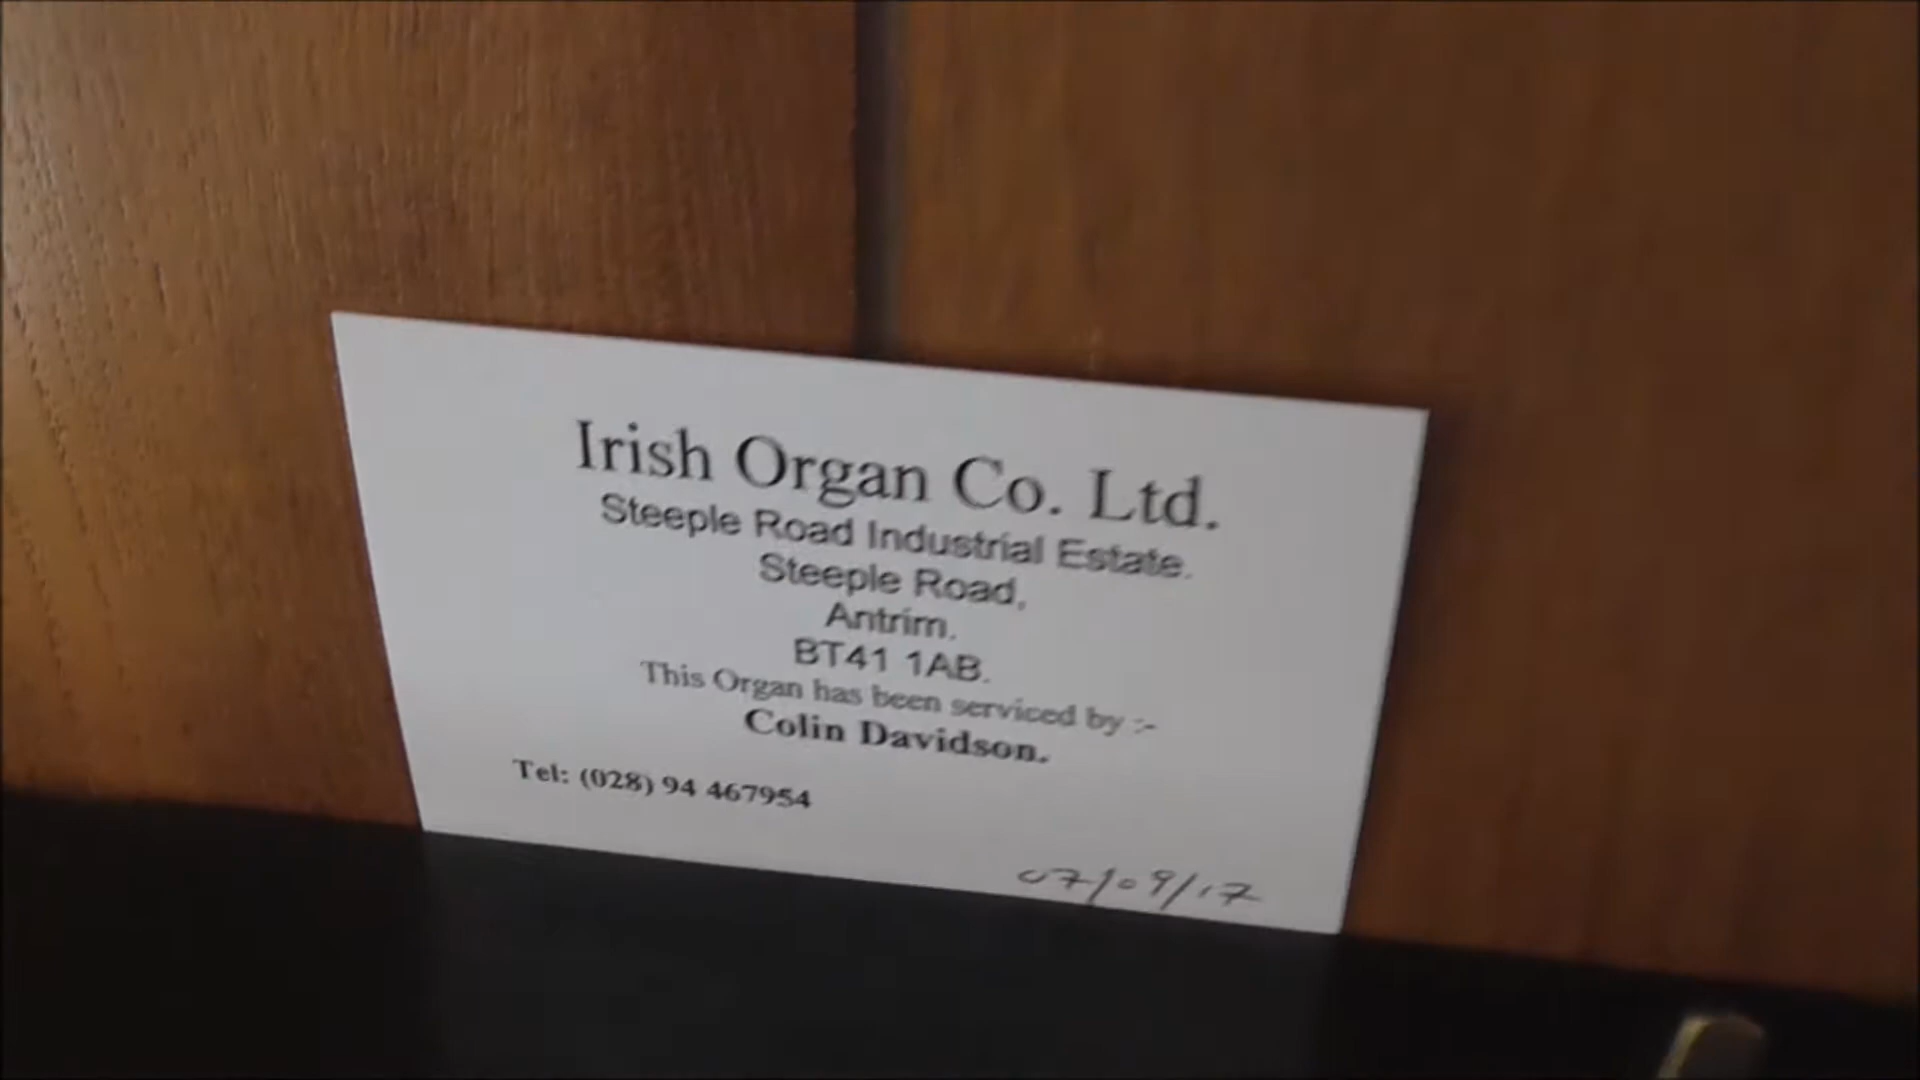 Irish Organ Co. Ltd.
Steeple Road Industrial Estate.
Steeple Road,
Antrim.
BT41 1AB.
This Organ has been serviced by :-
Colin Davidson.
Tel: (028) 94 467954
07/09/17